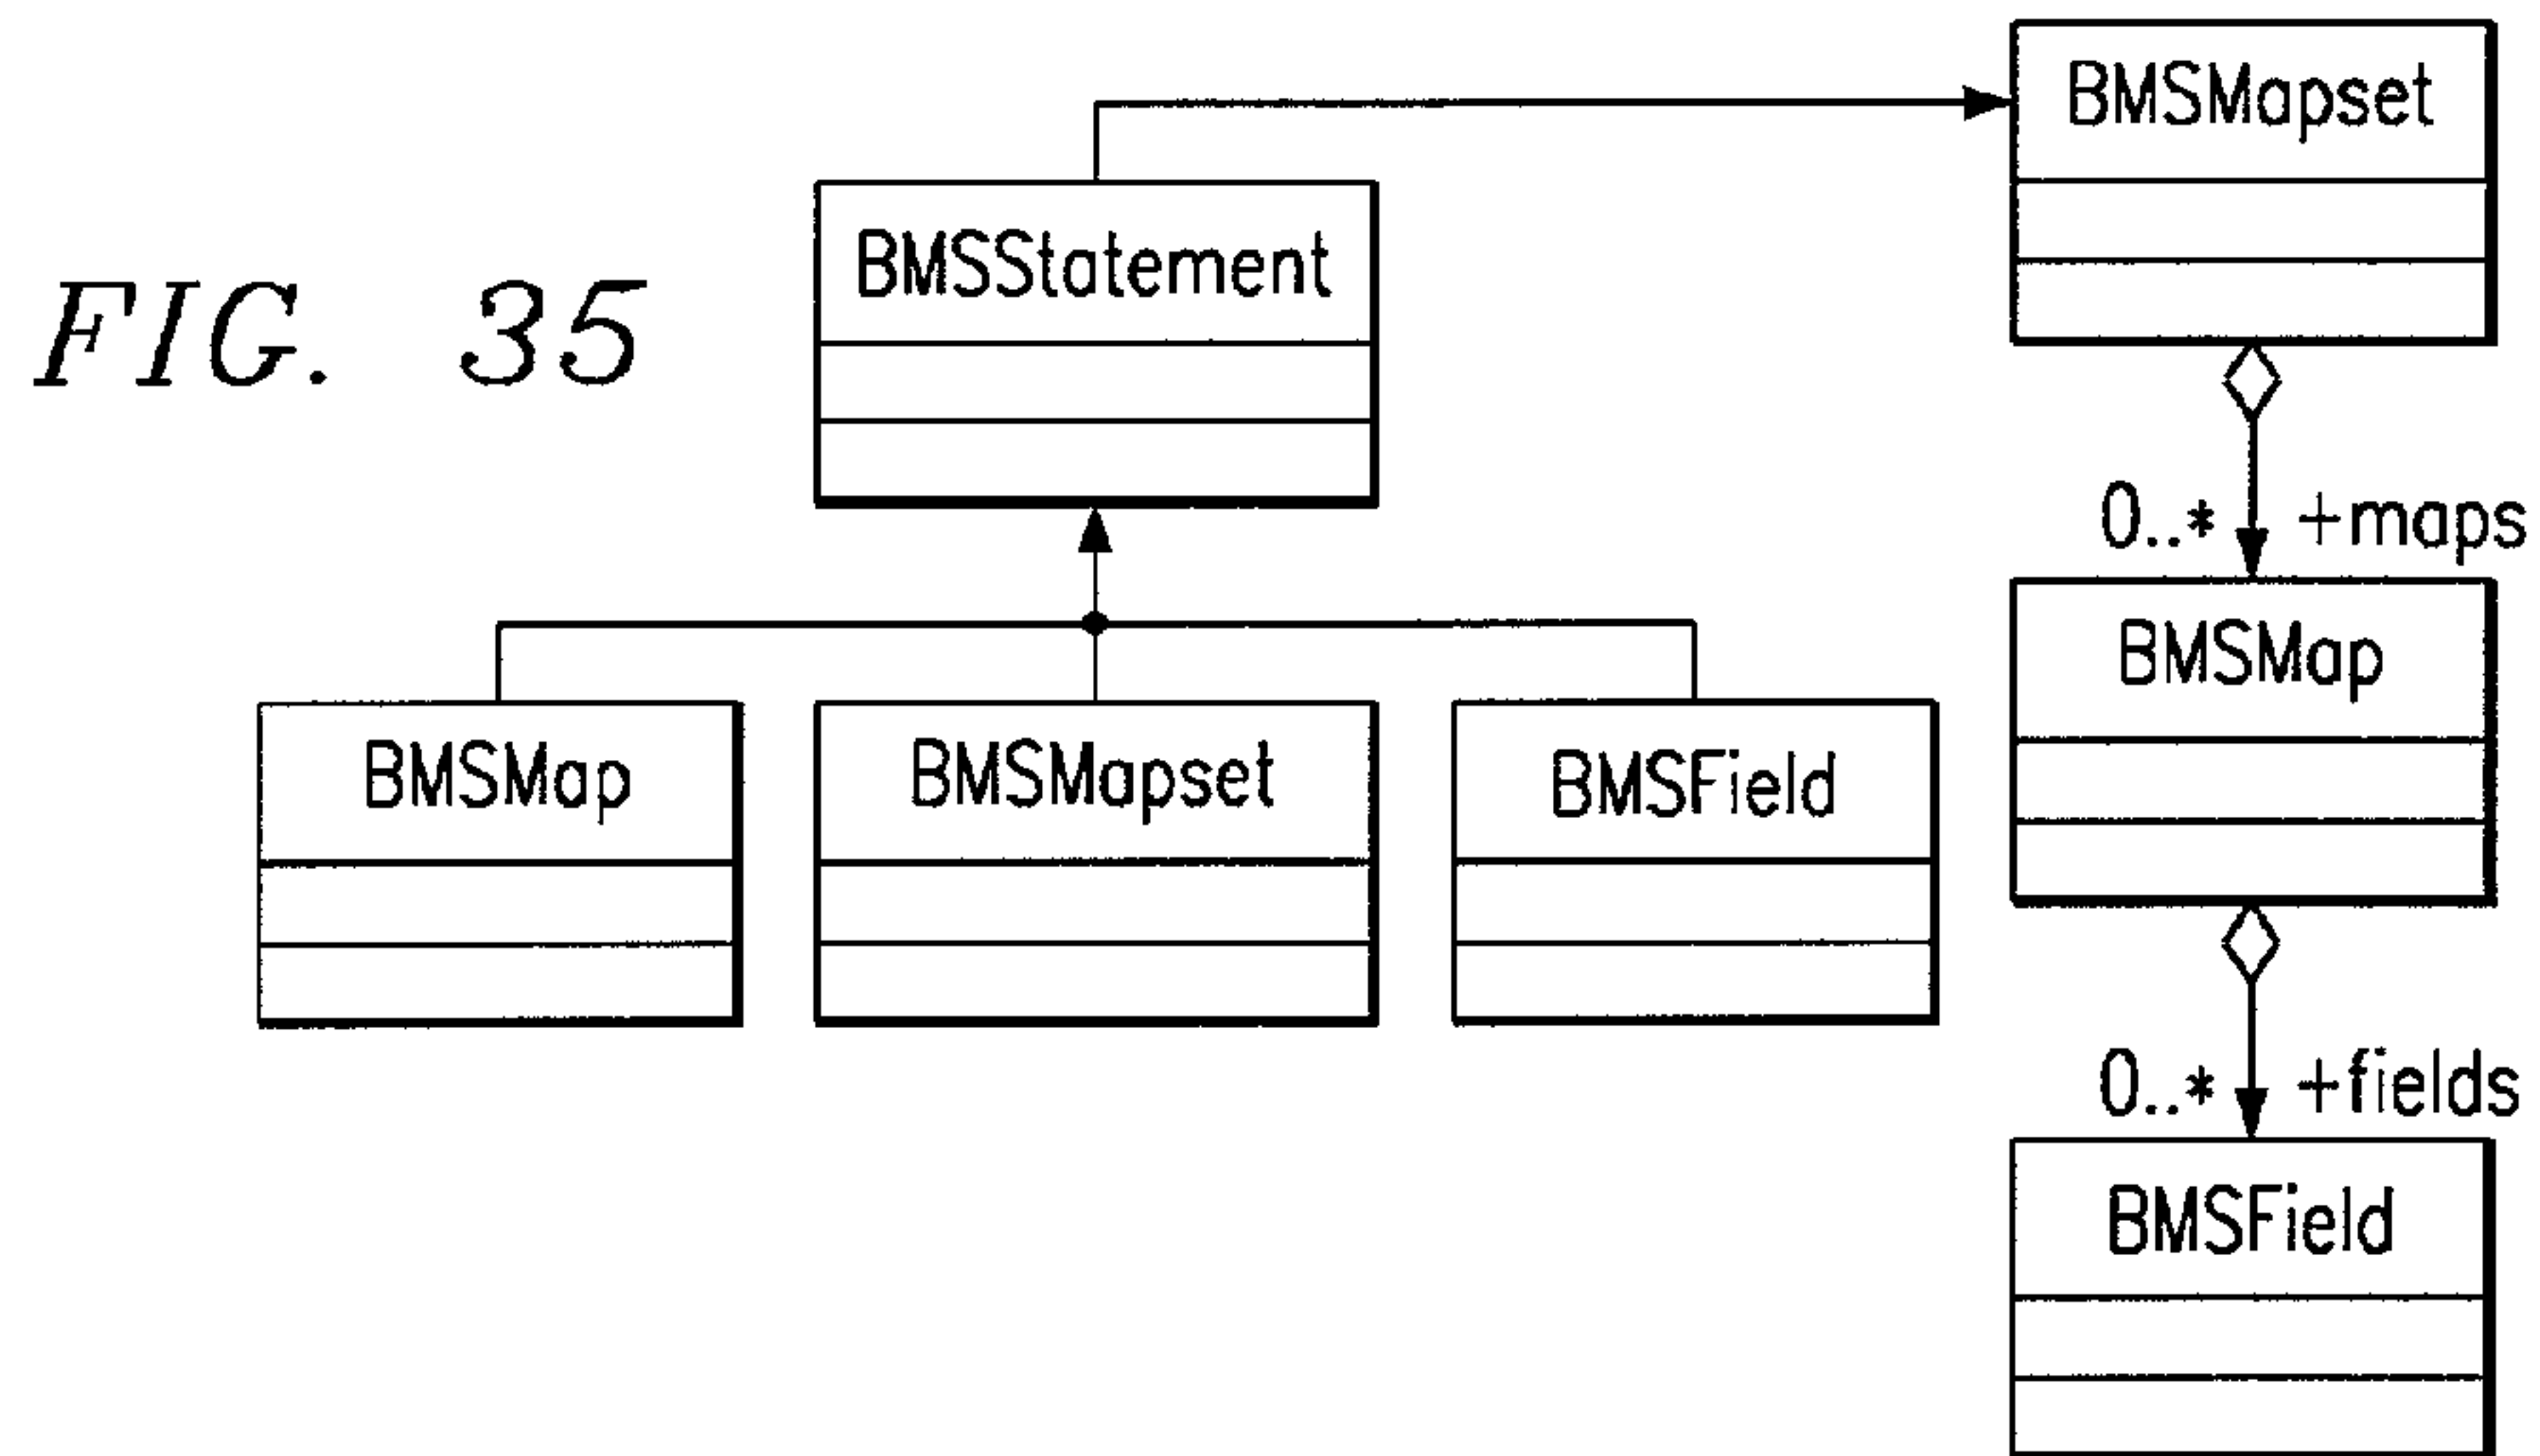 BMSMapset
BMSStatement
FIG. 35
0..* +maps
BMSMap
BMSMap
BMSMapset
BMSField
0..* +fields
BMSField